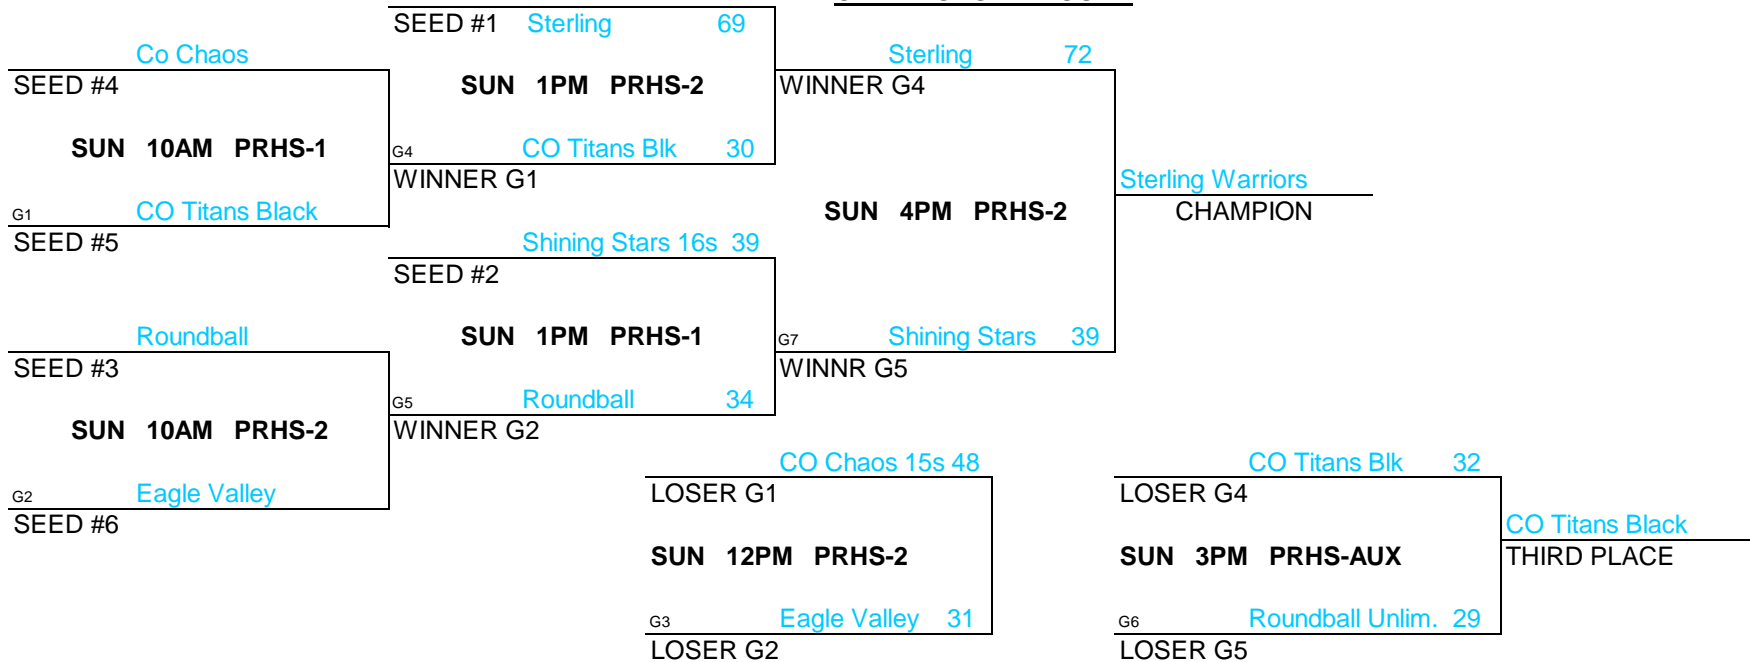 SEED #1 Sterling 69
Co Chaos
Sterling 72
SEED #4
SUN 1PM PRHS-2
WINNER G4
SUN 10AM PRHS-1
G4 CO Titans Blk 30
WINNER G1
Sterling Warriors
G1 CO Titans Black
SUN 4PM PRHS-2
CHAMPION
SEED #5
Shining Stars 16s 39
SEED #2
Roundball
SUN 1PM PRHS-1
G7 Shining Stars 39
SEED #3
WINNR G5
G5 Roundball 34
SUN 10AM PRHS-2
WINNER G2
CO Chaos 15s 48
CO Titans Blk 32
G2 Eagle Valley
LOSER G1
LOSER G4
SEED #6
CO Titans Black
SUN 12PM PRHS-2
SUN 3PM PRHS-AUX
THIRD PLACE
G3 Eagle Valley 31
G6 Roundball Unlim. 29
LOSER G2
LOSER G5